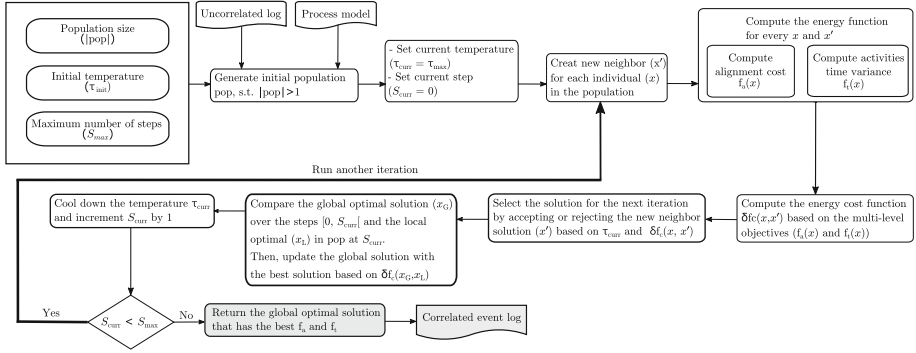 Population size
(|pop|)
Initial temperature
(τinit)
Maximum number of steps
(Smax)
Uncorrelated log
Process model
Generate initial population
pop, s.t. |pop|>1
- Set current temperature
(τcurr = τmax)
- Set current step
(Scurr = 0)
Creat new neighbor (x′)
for each individual (x)
in the population
Compute the energy function
for every x and x′
Compute
alignment cost
fa(x)
Compute activities
time variance
ft(x)
Run another iteration
Cool down the temperature τcurr
and increment Scurr by 1
Compare the global optimal solution (xG)
over the steps [0, Scurr[ and the local
optimal (xL) in pop at Scurr.
Then, update the global solution with
the best solution based on δfc(xG,xL)
Select the solution for the next iteration
by accepting or rejecting the new neighbor
solution (x′) based on τcurr and δfc(x, x′)
Compute the energy cost function
δfc(x,x′) based on the multi-level
objectives (fa(x) and ft(x))
Yes
Scurr < Smax
No
Return the global optimal solution
that has the best fa and ft
Correlated event log